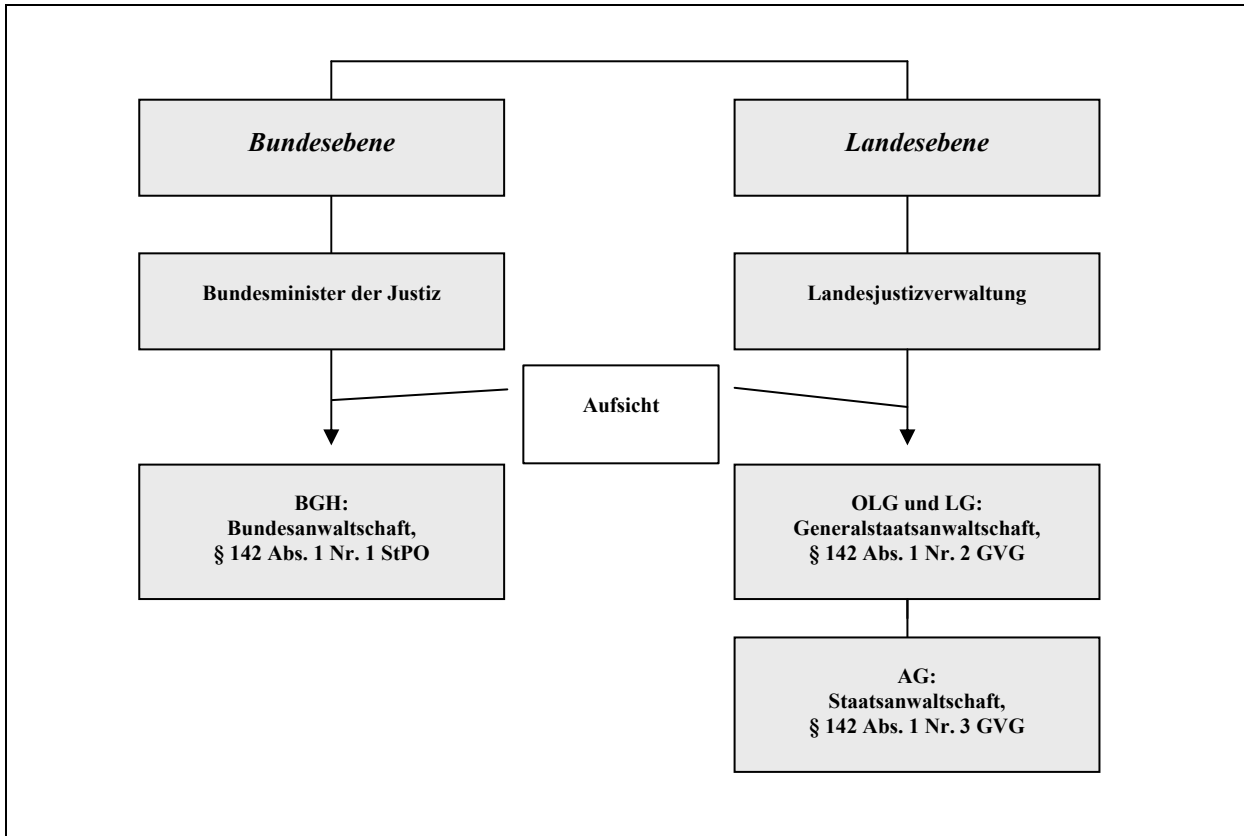 Bundesebene
Landesebene
Bundesminister der Justiz
Landesjustizverwaltung
Aufsicht
BGH:
Bundesanwaltschaft,
§ 142 Abs. 1 Nr. 1 StPO
OLG und LG:
Generalstaatsanwaltschaft,
§ 142 Abs. 1 Nr. 2 GVG
AG:
Staatsanwaltschaft,
§ 142 Abs. 1 Nr. 3 GVG